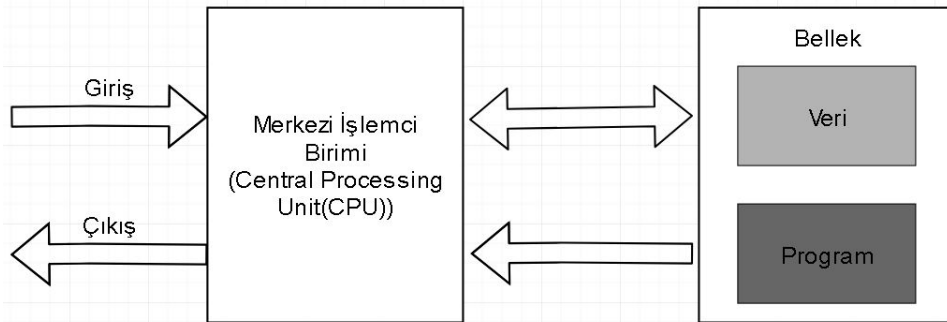 Giriş
Çıkış
Merkezi İşlemci
Birimi
(Central Processing
Unit(CPU))
Bellek
Veri
Program